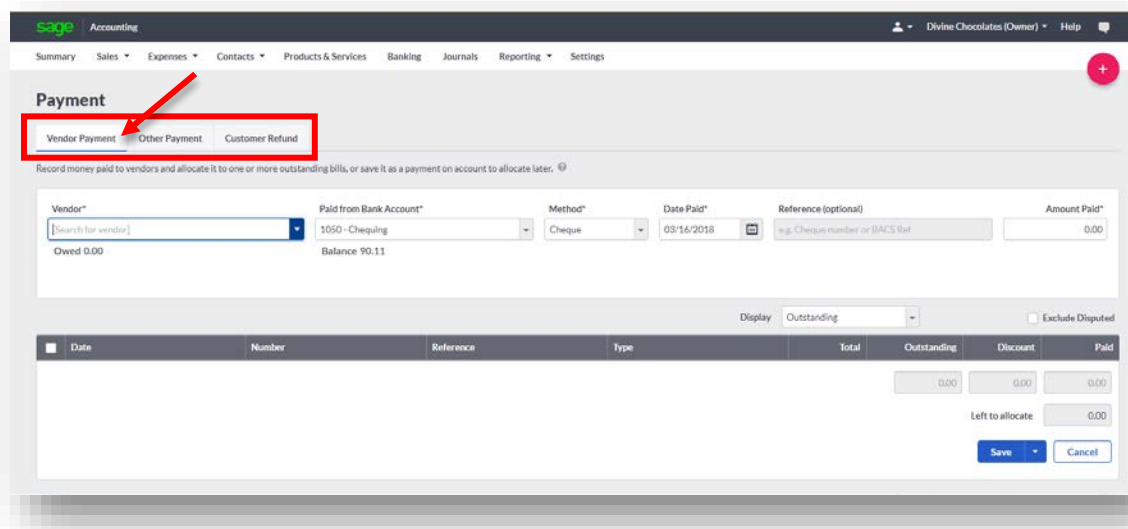 sage Accounting Divine Chocolates (Owner) Help
Summary Sales Expenses Contacts Products & Services Banking Journals Reporting Settings
+
Payment
Vendor Payment Other Payment Customer Refund
Record money paid to vendors and allocate it to one or more outstanding bills, or save it as a payment on account to allocate later.
Vendor* Paid from Bank Account* Method* Date Paid* Reference (optional) Amount Paid*
[Search for vendor] 1050 - Chequing Cheque 03/16/2018 e.g. Cheque number or BACS Ref 0.00
Owed 0.00 Balance 90.11
Display Outstanding Exclude Disputed
Date Number Reference Type Total Outstanding Discount Paid
0.00 0.00 0.00
Left to allocate 0.00
Save Cancel